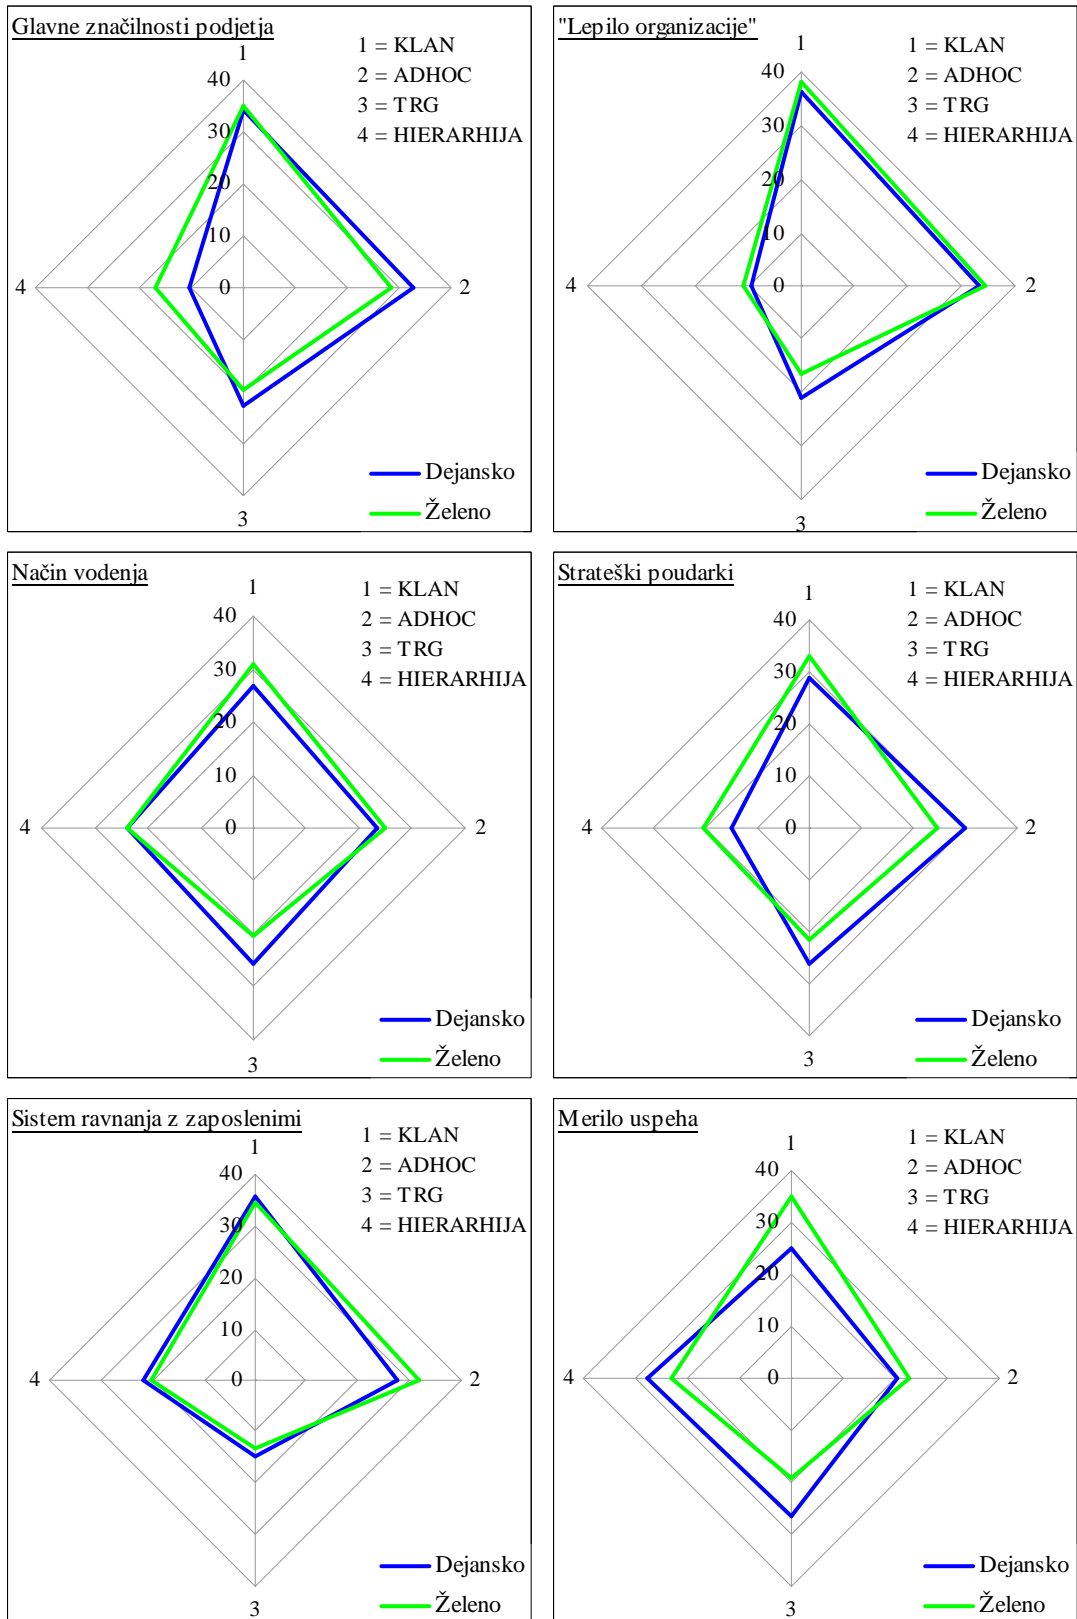 Glavne značilnosti podjetja
1
1 = KLAN
2 = ADHOC
3 = TRG
4 = HIERARHIJA
40
30
20
10
0
4
2
3
Dejansko
Želeno
"Lepilo organizacije"
1
1 = KLAN
2 = ADHOC
3 = TRG
4 = HIERARHIJA
40
30
20
10
0
4
2
3
Dejansko
Želeno
Način vodenja
1
1 = KLAN
2 = ADHOC
3 = TRG
4 = HIERARHIJA
40
30
20
10
0
4
2
3
Dejansko
Želeno
Strateški poudarki
1
1 = KLAN
2 = ADHOC
3 = TRG
4 = HIERARHIJA
40
30
20
10
0
4
2
3
Dejansko
Želeno
Sistem ravnanja z zaposlenimi
1
1 = KLAN
2 = ADHOC
3 = TRG
4 = HIERARHIJA
40
30
20
10
0
4
2
3
Dejansko
Želeno
Merilo uspeha
1
1 = KLAN
2 = ADHOC
3 = TRG
4 = HIERARHIJA
40
30
20
10
0
4
2
3
Dejansko
Želeno